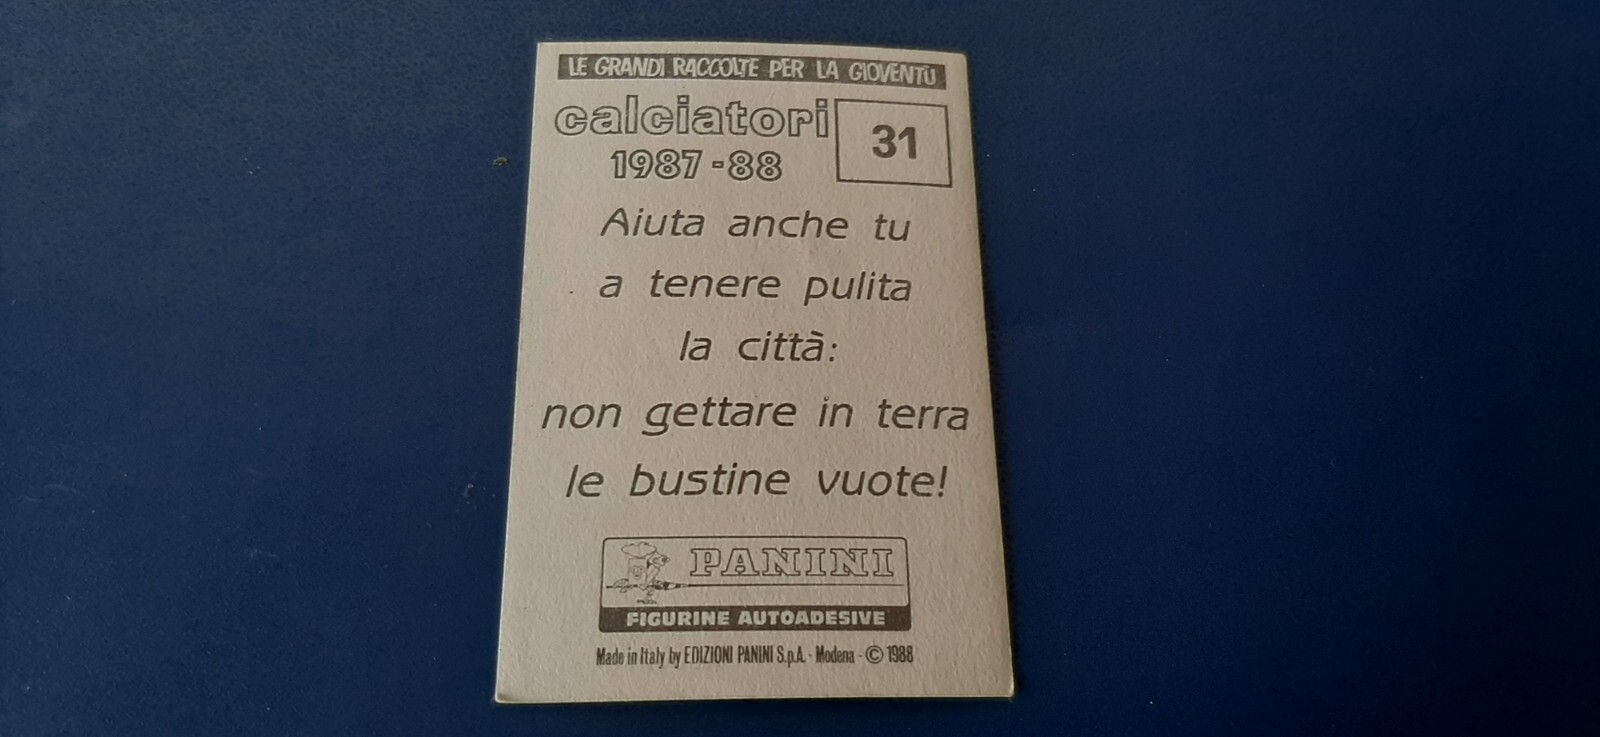 LE GRANDI RACCOLTE PER LA GIOVENTÙ
calciatori
31
1987-88
Aiuta anche tu
a tenere pulita
la città:
non gettare in terra
le bustine vuote!
PANINI
FIGURINE AUTOADESIVE
Made in Italy by EDIZIONI PANINI S.p.A. - Modena - © 1988